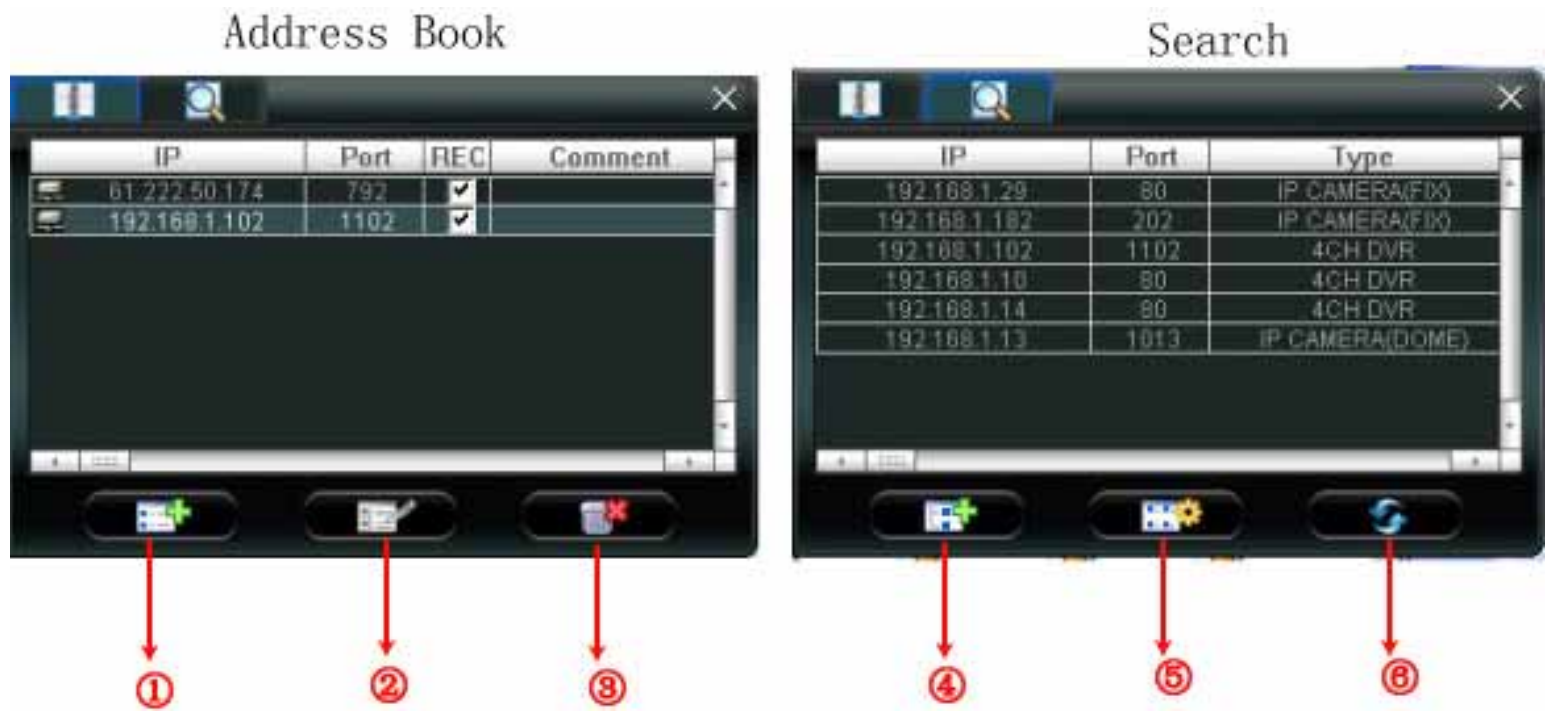 Address Book
IP Port REC Comment
61.222.50.174 792
192.168.1.102 1102
① ② ③
Search
IP Port Type
192.168.1.29 80 IP CAMERA(FIX)
192.168.1.182 202 IP CAMERA(FIX)
192.168.1.102 1102 4CH DVR
192.168.1.10 80 4CH DVR
192.168.1.14 80 4CH DVR
192.168.1.13 1013 IP CAMERA(DOME)
④ ⑤ ⑥